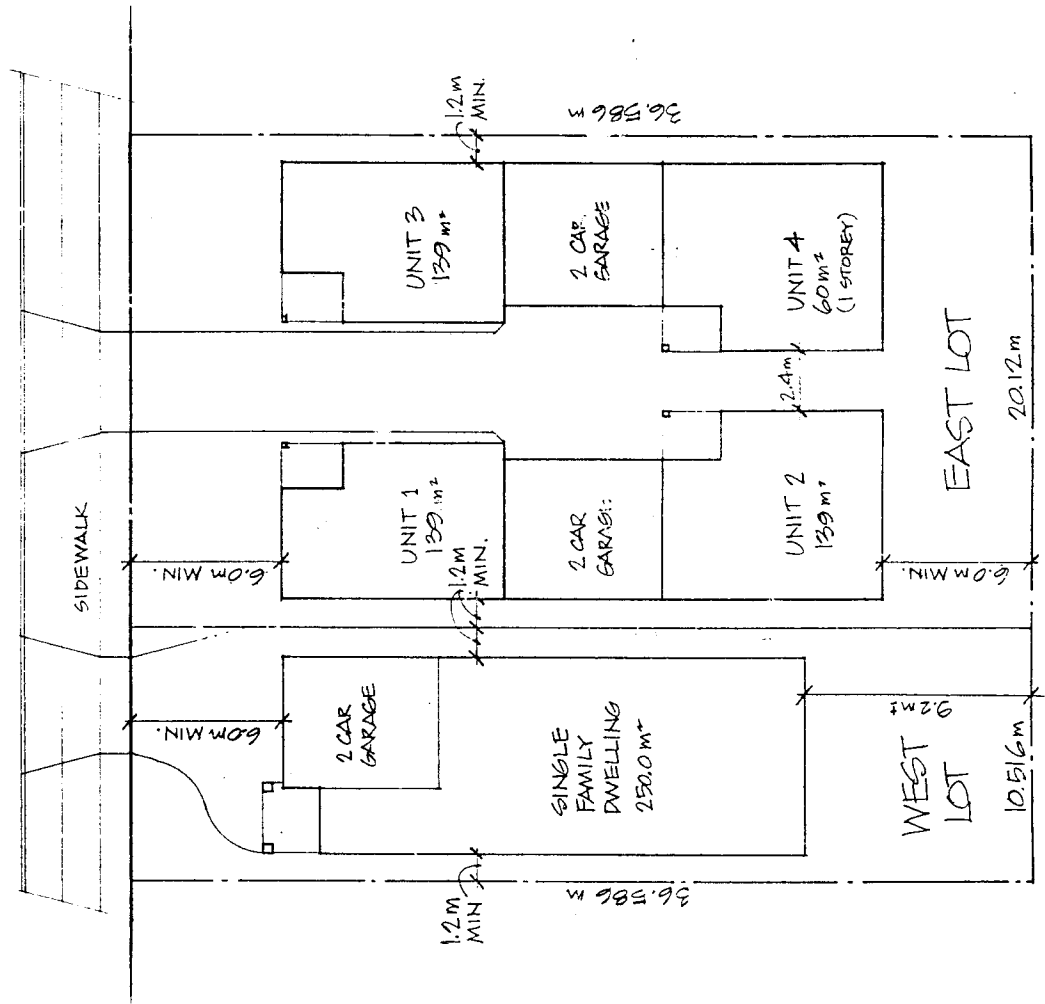 SIDEWALK
6.0m MIN.
6.0m MIN.
36.586 m
1.2m
MIN.
UNIT 3
139 m²
2 CAR
GARAGE
UNIT 4
60 m²
(1 STOREY)
UNIT 1
139 m²
1.2m
MIN.
2 CAR
GARAGE
UNIT 2
139 m²
2.4m
6.0m MIN.
EAST LOT
20.12m
2 CAR
GARAGE
SINGLE
FAMILY
DWELLING
250.0 m²
9.2m±
WEST
LOT
10.516m
1.2m
MIN
36.586 m